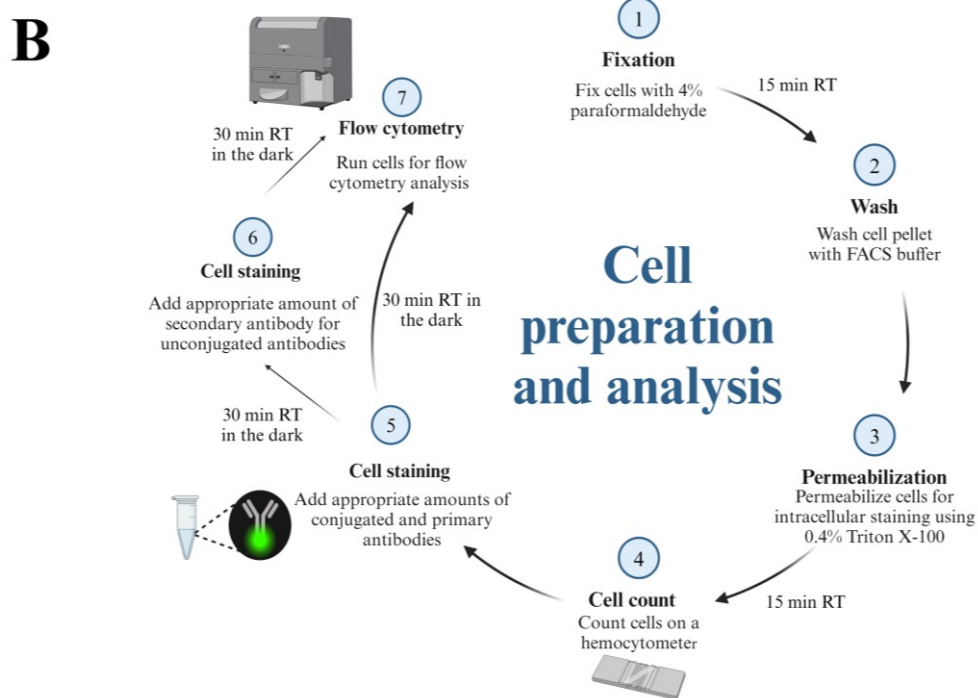 B
1
Fixation
Fix cells with 4%
paraformaldehyde
15 min RT
2
Wash
Wash cell pellet
with FACS buffer
3
Permeabilization
Permeabilize cells for
intracellular staining using
0.4% Triton X-100
15 min RT
4
Cell count
Count cells on a
hemocytometer
5
Cell staining
Add appropriate amounts of
conjugated and primary
antibodies
30 min RT
in the dark
30 min RT in
the dark
6
Cell staining
Add appropriate amount of
secondary antibody for
unconjugated antibodies
30 min RT
in the dark
7
Flow cytometry
Run cells for flow
cytometry analysis
Cell
preparation
and analysis